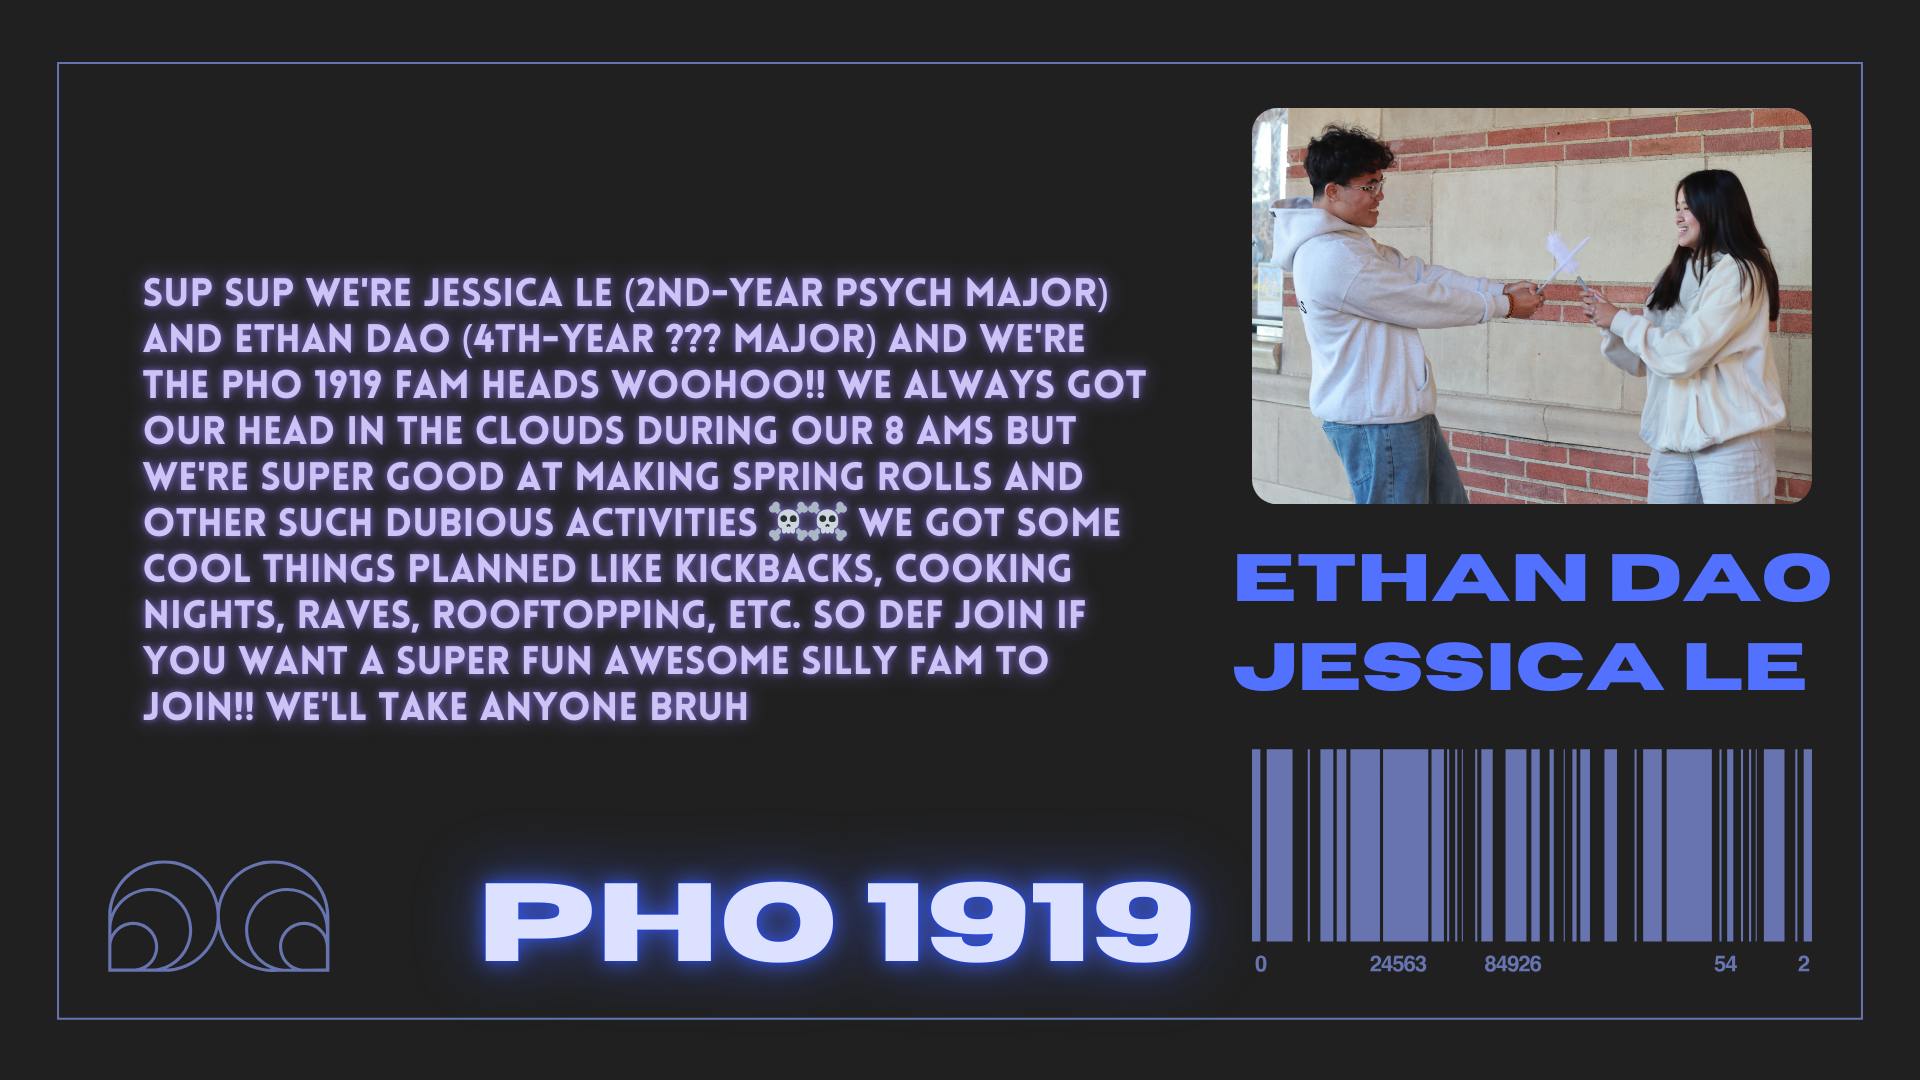 SUP SUP WE'RE JESSICA LE (2ND-YEAR PSYCH MAJOR)
AND ETHAN DAO (4TH-YEAR ??? MAJOR) AND WE'RE
THE PHO 1919 FAM HEADS WOOHOO!! WE ALWAYS GOT
OUR HEAD IN THE CLOUDS DURING OUR 8 AMS BUT
WE'RE SUPER GOOD AT MAKING SPRING ROLLS AND
OTHER SUCH DUBIOUS ACTIVITIES ☠️☠️ WE GOT SOME
COOL THINGS PLANNED LIKE KICKBACKS, COOKING
NIGHTS, RAVES, ROOFTOPPING, ETC. SO DEF JOIN IF
YOU WANT A SUPER FUN AWESOME SILLY FAM TO
JOIN!! WE'LL TAKE ANYONE BRUH
ETHAN DAO
JESSICA LE
PHO 1919
0 24563 84926 54 2